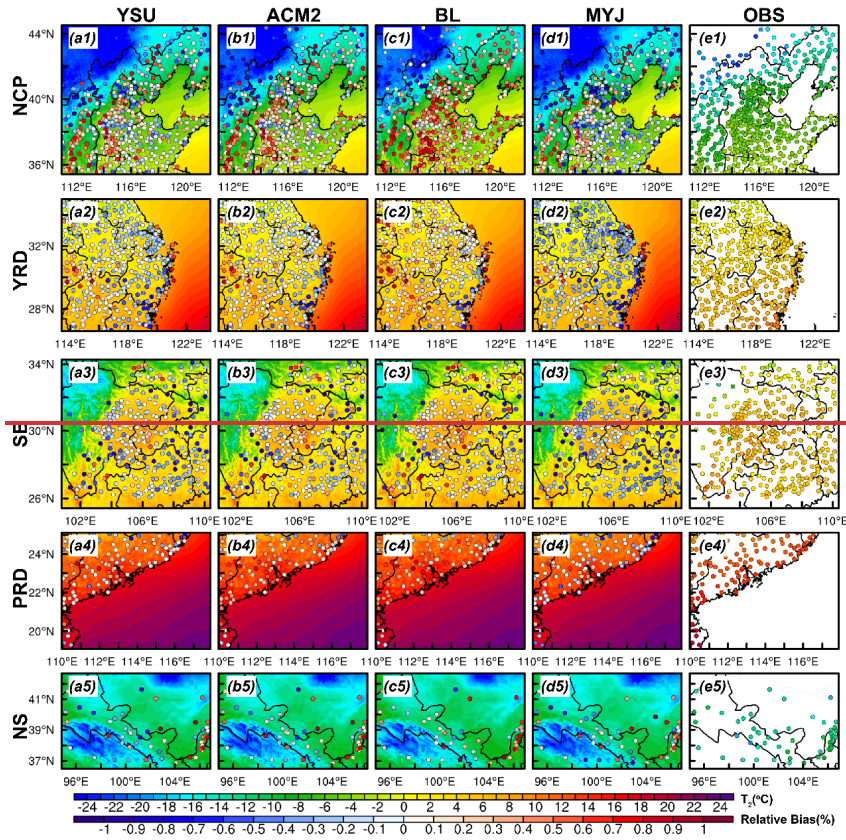 YSU ACM2 BL MYJ OBS
NCP
44°N (a1) (b1) (c1) (d1) (e1)
40°N
36°N
112°E 116°E 120°E 112°E 116°E 120°E 112°E 116°E 120°E 112°E 116°E 120°E 112°E 116°E 120°E
YRD
(a2) (b2) (c2) (d2) (e2)
32°N
28°N
114°E 118°E 122°E 114°E 118°E 122°E 114°E 118°E 122°E 114°E 118°E 122°E 114°E 118°E 122°E
34°N (a3) (b3) (c3) (d3) (e3)
30°N
26°N
102°E 106°E 110°E 102°E 106°E 110°E 102°E 106°E 110°E 102°E 106°E 110°E 102°E 106°E 110°E
PRD
24°N (a4) (b4) (c4) (d4) (e4)
22°N
20°N
110°E 112°E 114°E 116°E 110°E 112°E 114°E 116°E 110°E 112°E 114°E 116°E 110°E 112°E 114°E 116°E 110°E 112°E 114°E 116°E
NS
(a5) (b5) (c5) (d5) (e5)
41°N
39°N
37°N
96°E 100°E 104°E 96°E 100°E 104°E 96°E 100°E 104°E 96°E 100°E 104°E 96°E 100°E 104°E
-24 -22 -20 -16 -14 -12 -10 -8 -6 -4 -2 0 2 4 6 8 10 12 14 16 18 20 22 24 T₂(°C)
-1 -0.9 -0.8 -0.7 -0.6 -0.5 -0.4 -0.3 -0.2 -0.1 0 0.1 0.2 0.3 0.4 0.5 0.6 0.7 0.8 0.9 1 Relative Bias(%)